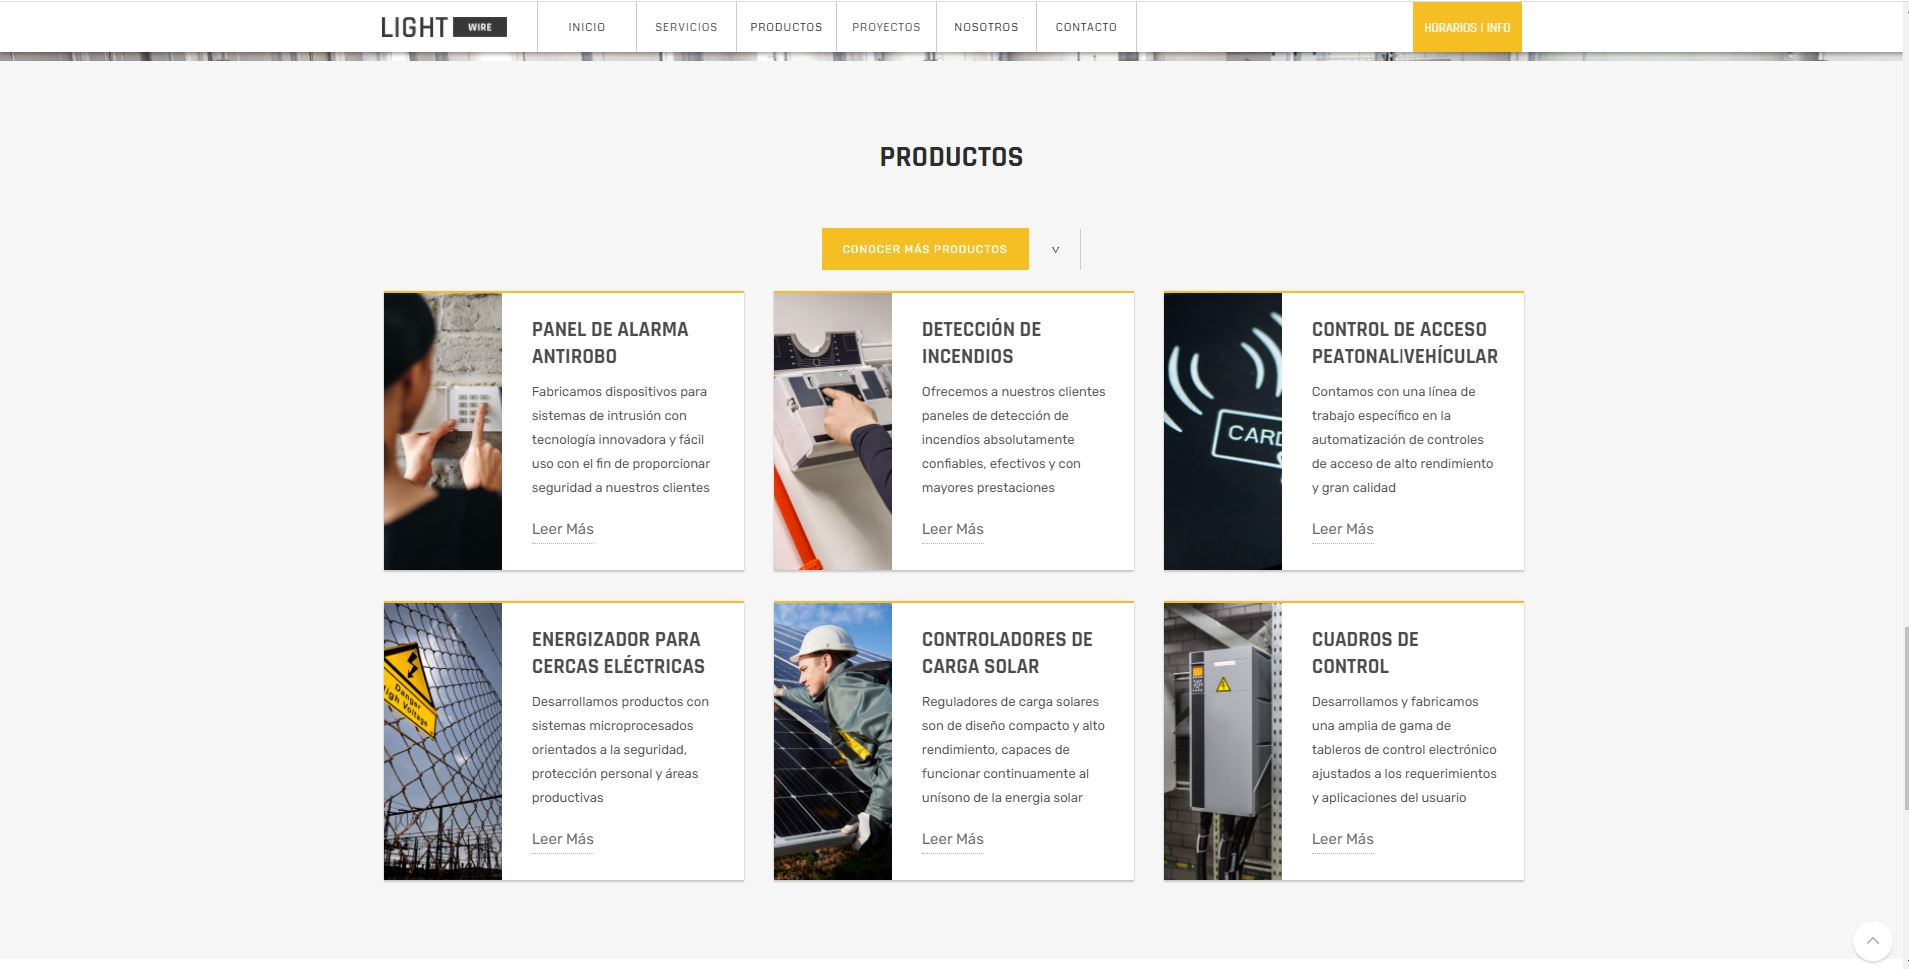 LIGHT WIRE
INICIO
SERVICIOS
PRODUCTOS
PROYECTOS
NOSOTROS
CONTACTO
HORARIOS | INFO
PRODUCTOS
CONOCER MÁS PRODUCTOS
PANEL DE ALARMA
ANTIROBO
Fabricamos dispositivos para
sistemas de intrusión con
tecnología innovadora y fácil
uso con el fin de proporcionar
seguridad a nuestros clientes
Leer Más
DETECCIÓN DE
INCENDIOS
Ofrecemos a nuestros clientes
paneles de detección de
incendios absolutamente
confiables, efectivos y con
mayores prestaciones
Leer Más
CARD
CONTROL DE ACCESO
PEATONAL|VEHÍCULAR
Contamos con una línea de
trabajo específico en la
automatización de controles
de acceso de alto rendimiento
y gran calidad
Leer Más
Danger
High Voltage
ENERGIZADOR PARA
CERCAS ELÉCTRICAS
Desarrollamos productos con
sistemas microprocesados
orientados a la seguridad,
protección personal y áreas
productivas
Leer Más
CONTROLADORES DE
CARGA SOLAR
Reguladores de carga solares
son de diseño compacto y alto
rendimiento, capaces de
funcionar continuamente al
unísono de la energia solar
Leer Más
CUADROS DE
CONTROL
Desarrollamos y fabricamos
una amplia de gama de
tableros de control electrónico
ajustados a los requerimientos
y aplicaciones del usuario
Leer Más